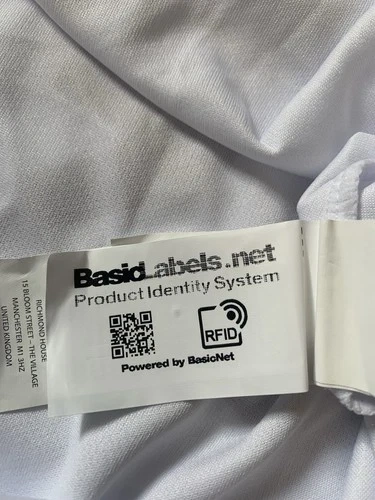 BasicLabels.net
Product Identity System
RFID
Powered by BasicNet
RICHMOND HOUSE
15 BLOOM STREET – THE VILLAGE
MANCHESTER M1 3HZ
UNITED KINGDOM